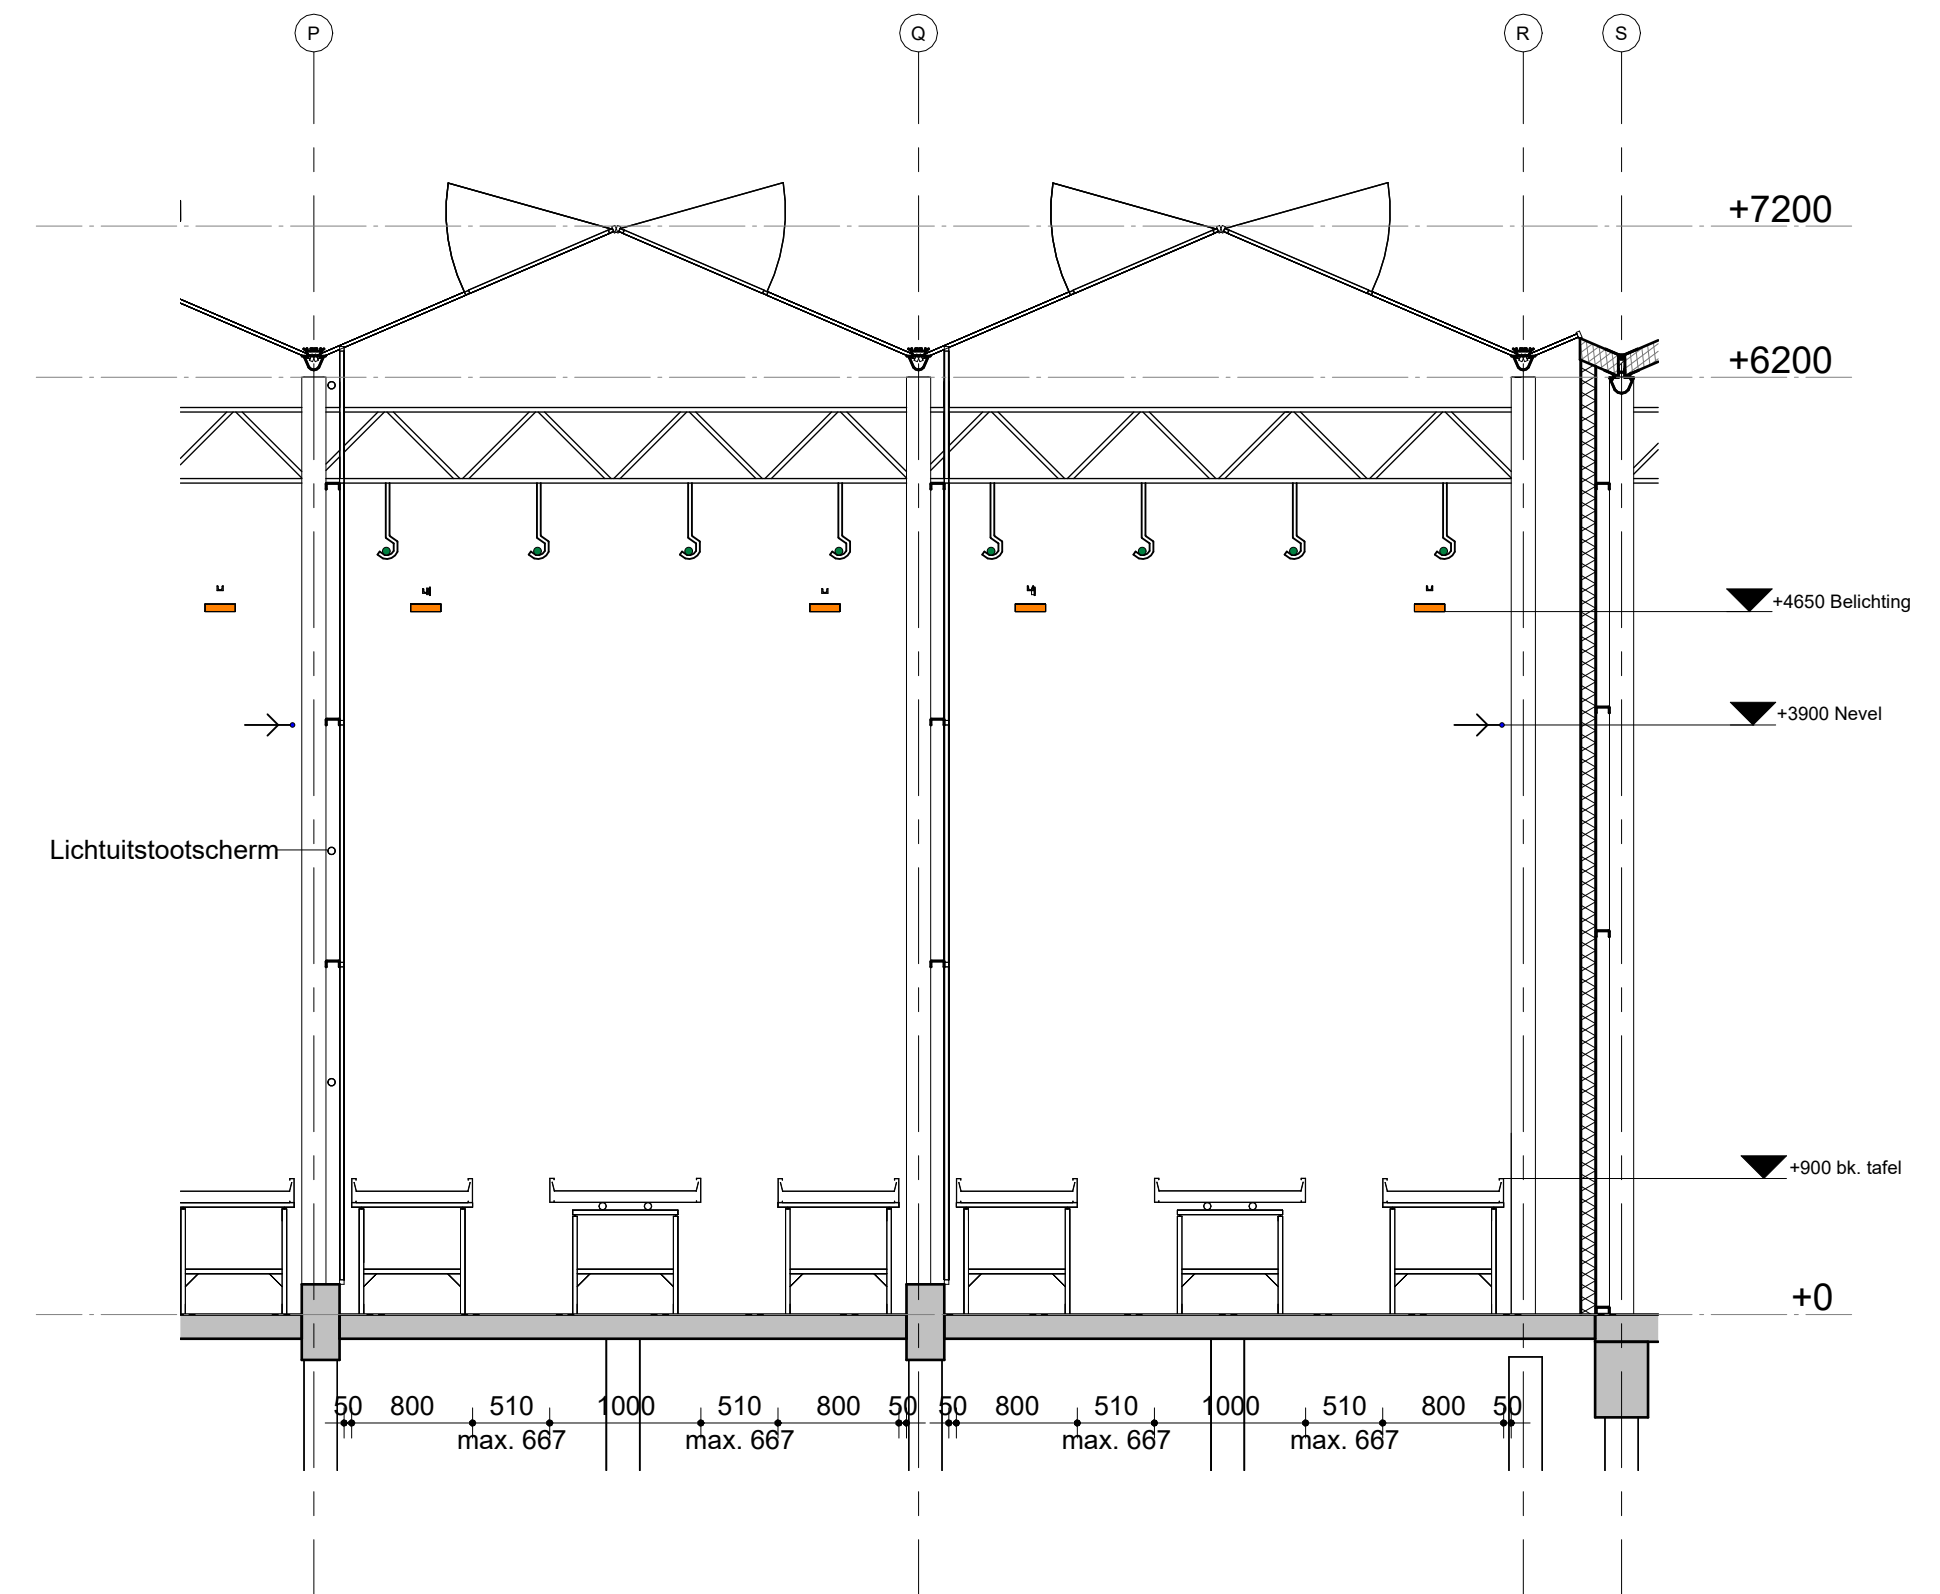 P Q R S
+7200
+6200
+4650 Belichting
+3900 Nevel
Lichtuitstootscherm
+900 bk. tafel
+0
50 800 510 1000 510 800 50 50 800 510 1000 510 800 50
max. 667 max. 667 max. 667 max. 667